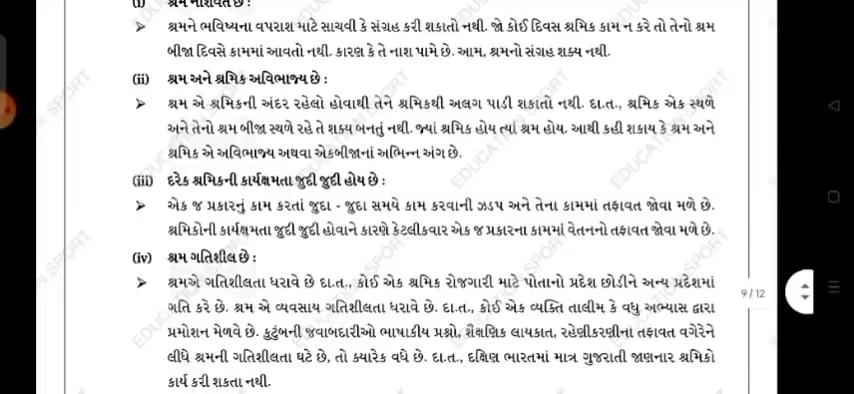 (i) શ્રમ નાશવંત છે :
➤ શ્રમને ભવિષ્યના વપરાશ માટે સાચવી કે સંગ્રહ કરી શકાતો નથી. જો કોઈ દિવસ શ્રમિક કામ ન કરે તો તેનો શ્રમ
બીજા દિવસે કામમાં આવતો નથી. કારણ કે તે નાશ પામે છે. આમ, શ્રમનો સંગ્રહ શક્ય નથી.
(ii) શ્રમ અને શ્રમિક અવિભાજ્ય છે :
➤ શ્રમ એ શ્રમિકની અંદર રહેલો હોવાથી તેને શ્રમિકથી અલગ પાડી શકાતો નથી. દા.ત., શ્રમિક એક સ્થળે
અને તેનો શ્રમ બીજા સ્થળે રહે તે શક્ય બનતું નથી. જ્યાં શ્રમિક હોય ત્યાં શ્રમ હોય. આથી કહી શકાય કે શ્રમ અને
શ્રમિક એ અવિભાજ્ય અથવા એકબીજાનાં અભિન્ન અંગ છે.
(iii) દરેક શ્રમિકની કાર્યક્ષમતા જુદી જુદી હોય છે :
➤ એક જ પ્રકારનું કામ કરતાં જુદા - જુદા સમયે કામ કરવાની ઝડપ અને તેના કામમાં તફાવત જોવા મળે છે.
શ્રમિકોની કાર્યક્ષમતા જુદી જુદી હોવાને કારણે કેટલીકવાર એક જ પ્રકારના કામમાં વેતનનો તફાવત જોવા મળે છે.
(iv) શ્રમ ગતિશીલ છે :
➤ શ્રમએ ગતિશીલતા ધરાવે છે દા.ત., કોઈ એક શ્રમિક રોજગારી માટે પોતાનો પ્રદેશ છોડીને અન્ય પ્રદેશમાં
ગતિ કરે છે. શ્રમ એ વ્યવસાય ગતિશીલતા ધરાવે છે. દા.ત., કોઈ એક વ્યક્તિ તાલીમ કે વધુ અભ્યાસ દ્વારા
પ્રમોશન મેળવે છે. કુટુંબની જવાબદારીઓ ભાષાકીય પ્રશ્નો, શૈક્ષણિક લાયકાત, રહેણીકરણીના તફાવત વગેરેને
લીધે શ્રમની ગતિશીલતા ઘટે છે, તો ક્યારેક વધે છે. દા.ત., દક્ષિણ ભારતમાં માત્ર ગુજરાતી જાણનાર શ્રમિકો
કાર્ય કરી શકતા નથી.
9/12
EDUCATION SPORT